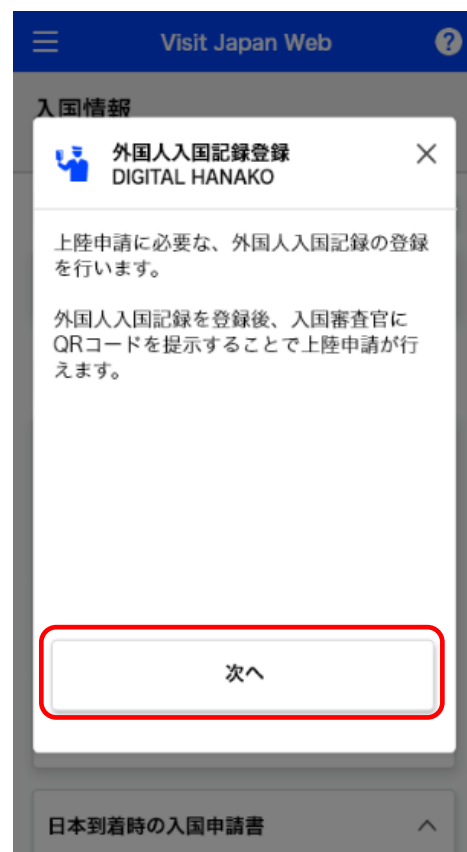 Visit Japan Web
?
入国情報
外国人入国記録登録
DIGITAL HANAKO
上陸申請に必要な、外国人入国記録の登録
を行います。
外国人入国記録を登録後、入国審査官に
QRコードを提示することで上陸申請が行
えます。
次へ
日本到着時の入国申請書